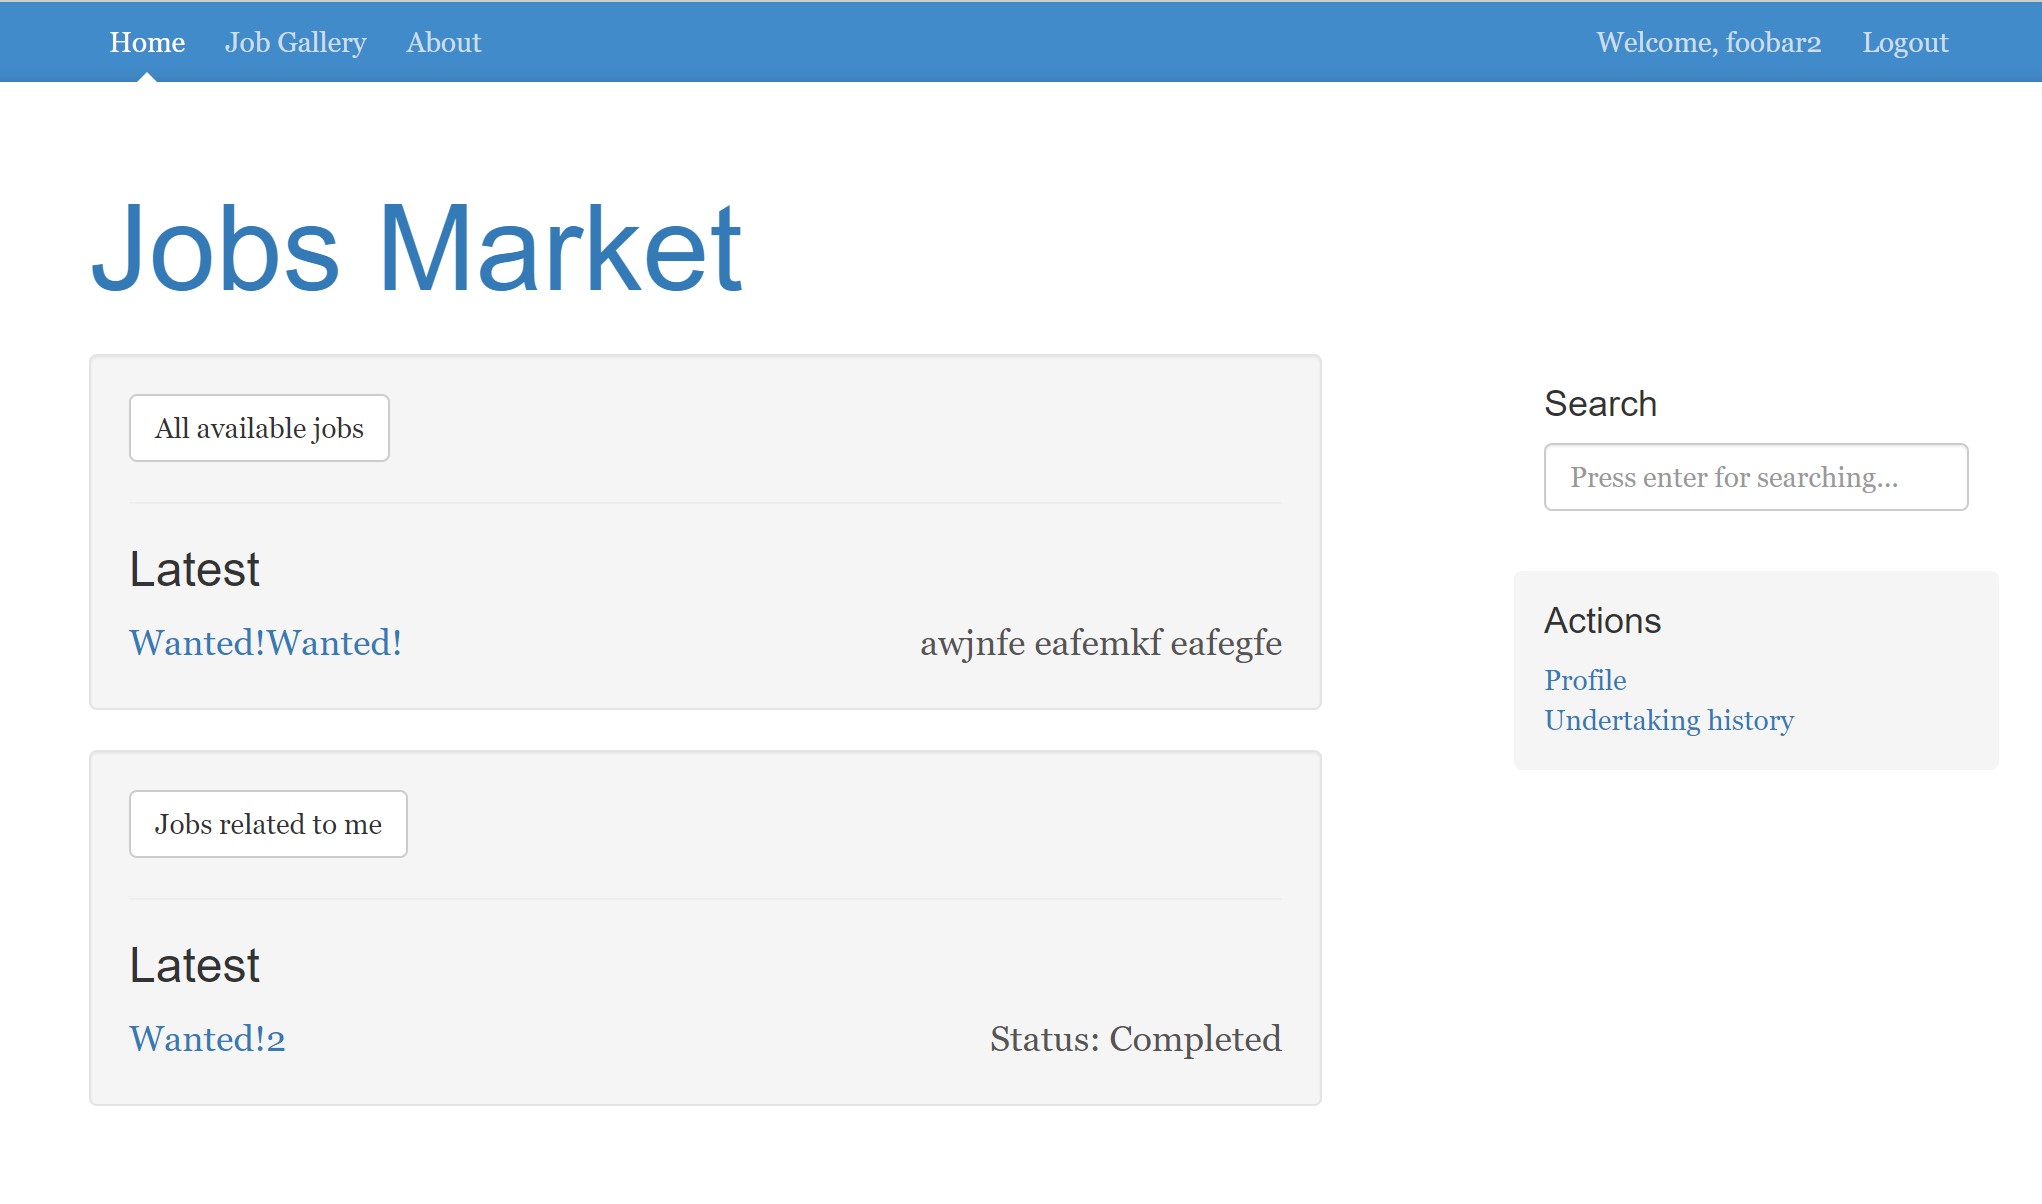 Home Job Gallery About Welcome, foobar2 Logout
Jobs Market
All available jobs
Latest
Wanted!Wanted! awjnfe eafemkf eafegfe
Jobs related to me
Latest
Wanted!2 Status: Completed
Search
Press enter for searching...
Actions
Profile
Undertaking history